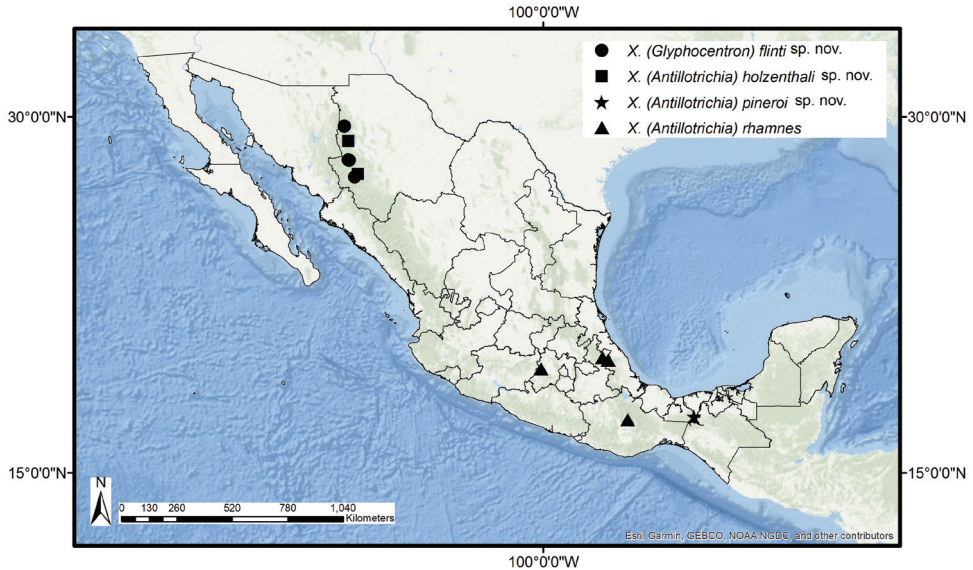 100°0'0"W
X. (Glyphocentron) flinti sp. nov.
X. (Antillotrichia) holzenthali sp. nov.
X. (Antillotrichia) pineroi sp. nov.
X. (Antillotrichia) rhamnes
30°0'0"N
30°0'0"N
15°0'0"N
15°0'0"N
N
0 130 260 520 780 1,040
Kilometers
Esri, Garmin, GEBCO, NOAA NGDC, and other contributors
100°0'0"W